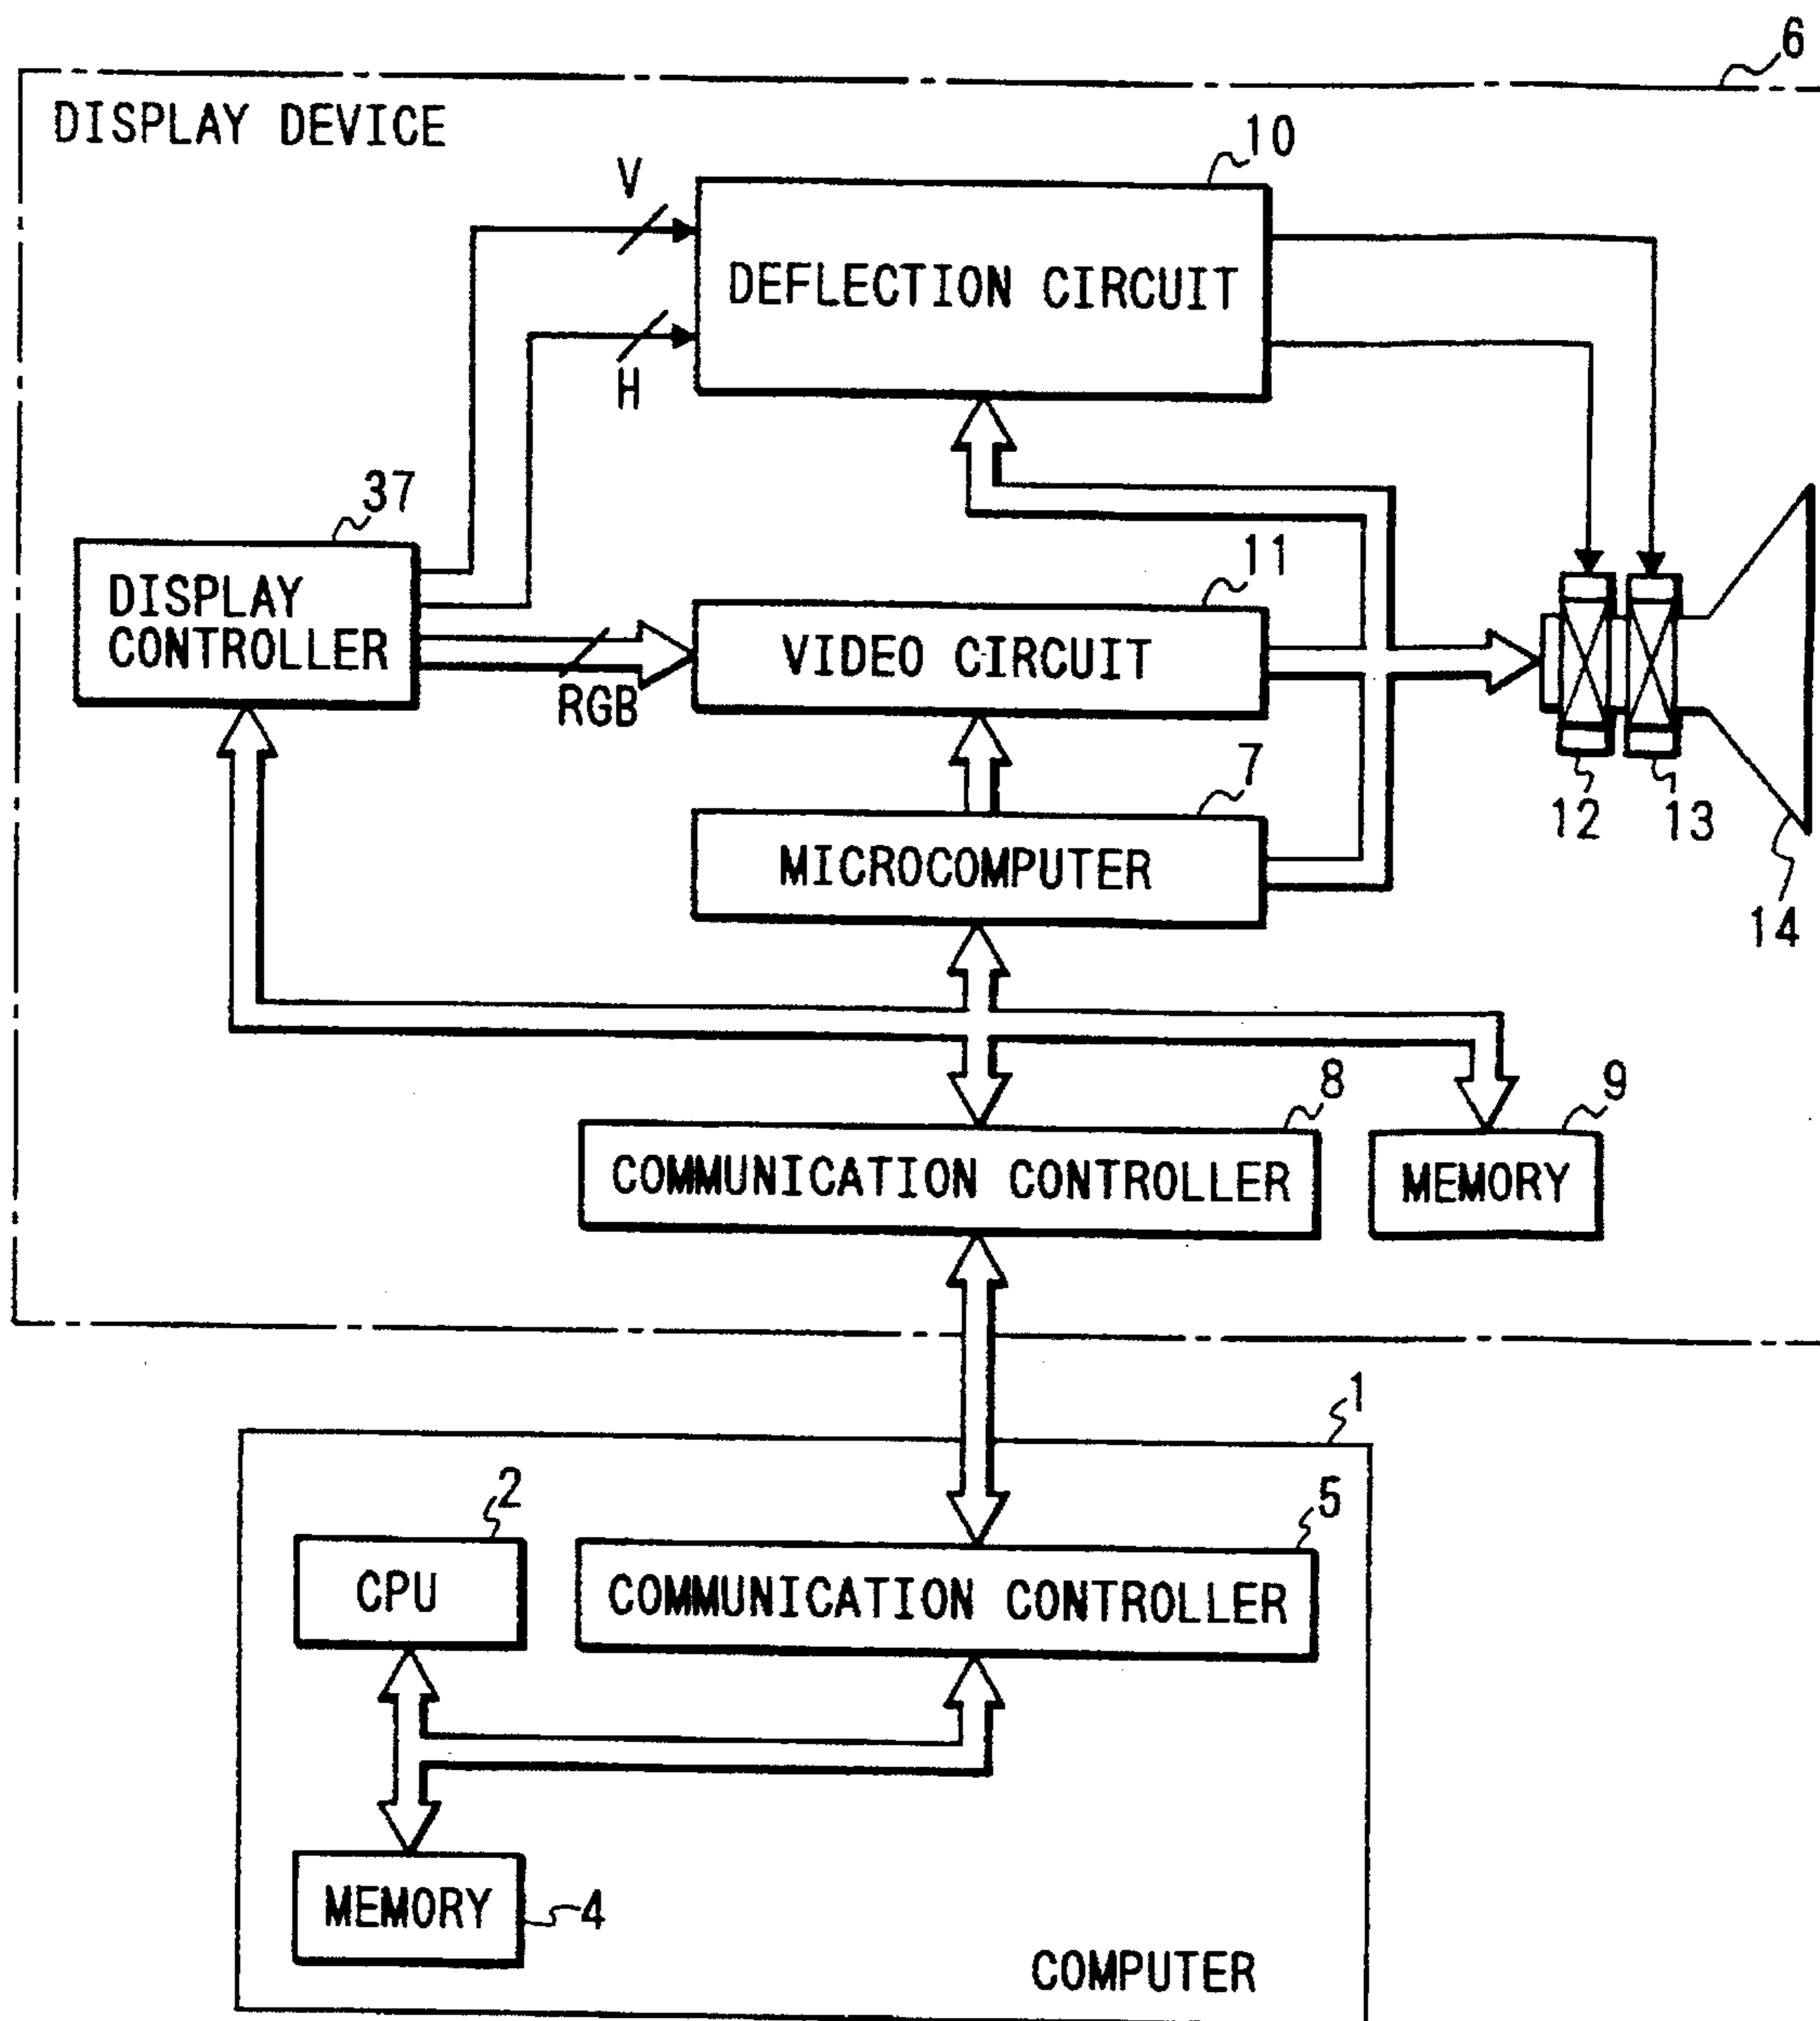 6
DISPLAY DEVICE
10
V
DEFLECTION CIRCUIT
H
37
11
DISPLAY
CONTROLLER
VIDEO CIRCUIT
RGB
7
12
13
MICROCOMPUTER
14
8
9
COMMUNICATION CONTROLLER
MEMORY
1
2
5
CPU
COMMUNICATION CONTROLLER
MEMORY
4
COMPUTER